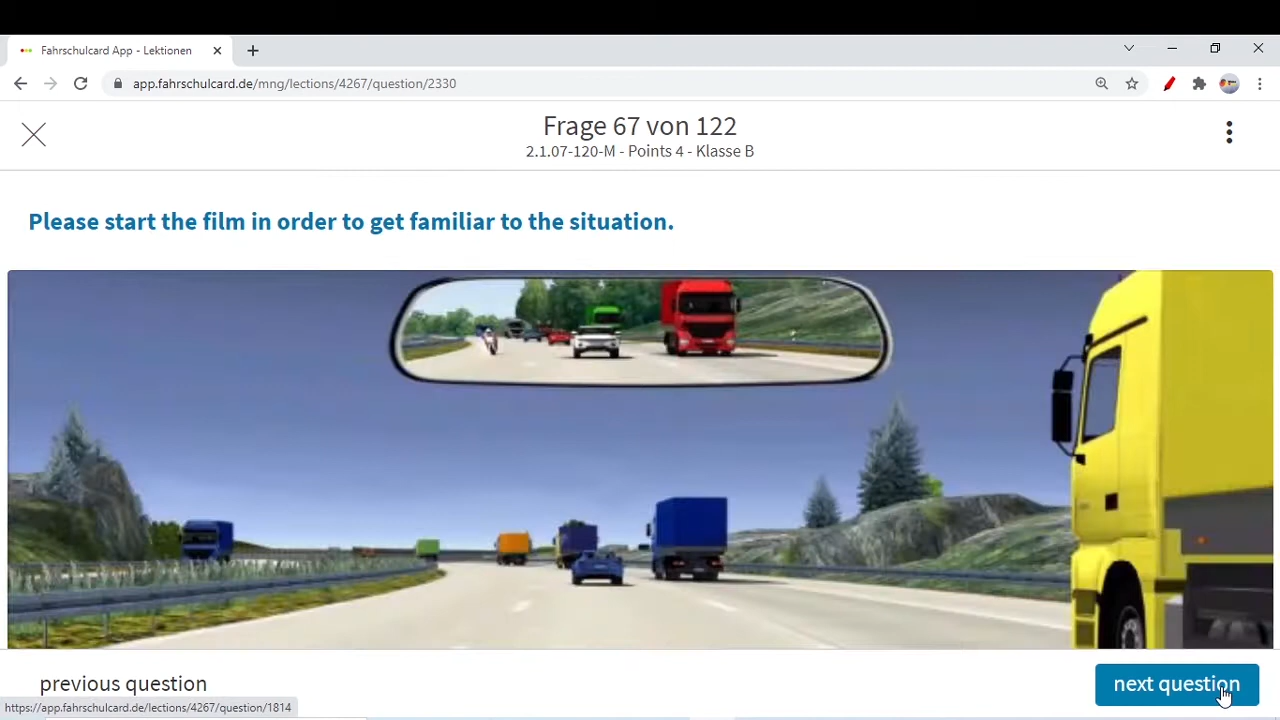 Fahrschulcard App - Lektionen
app.fahrschulcard.de/mng/lections/4267/question/2330
Frage 67 von 122
2.1.07-120-M - Points 4 - Klasse B
Please start the film in order to get familiar to the situation.
previous question
next question
https://app.fahrschulcard.de/lections/4267/question/1814